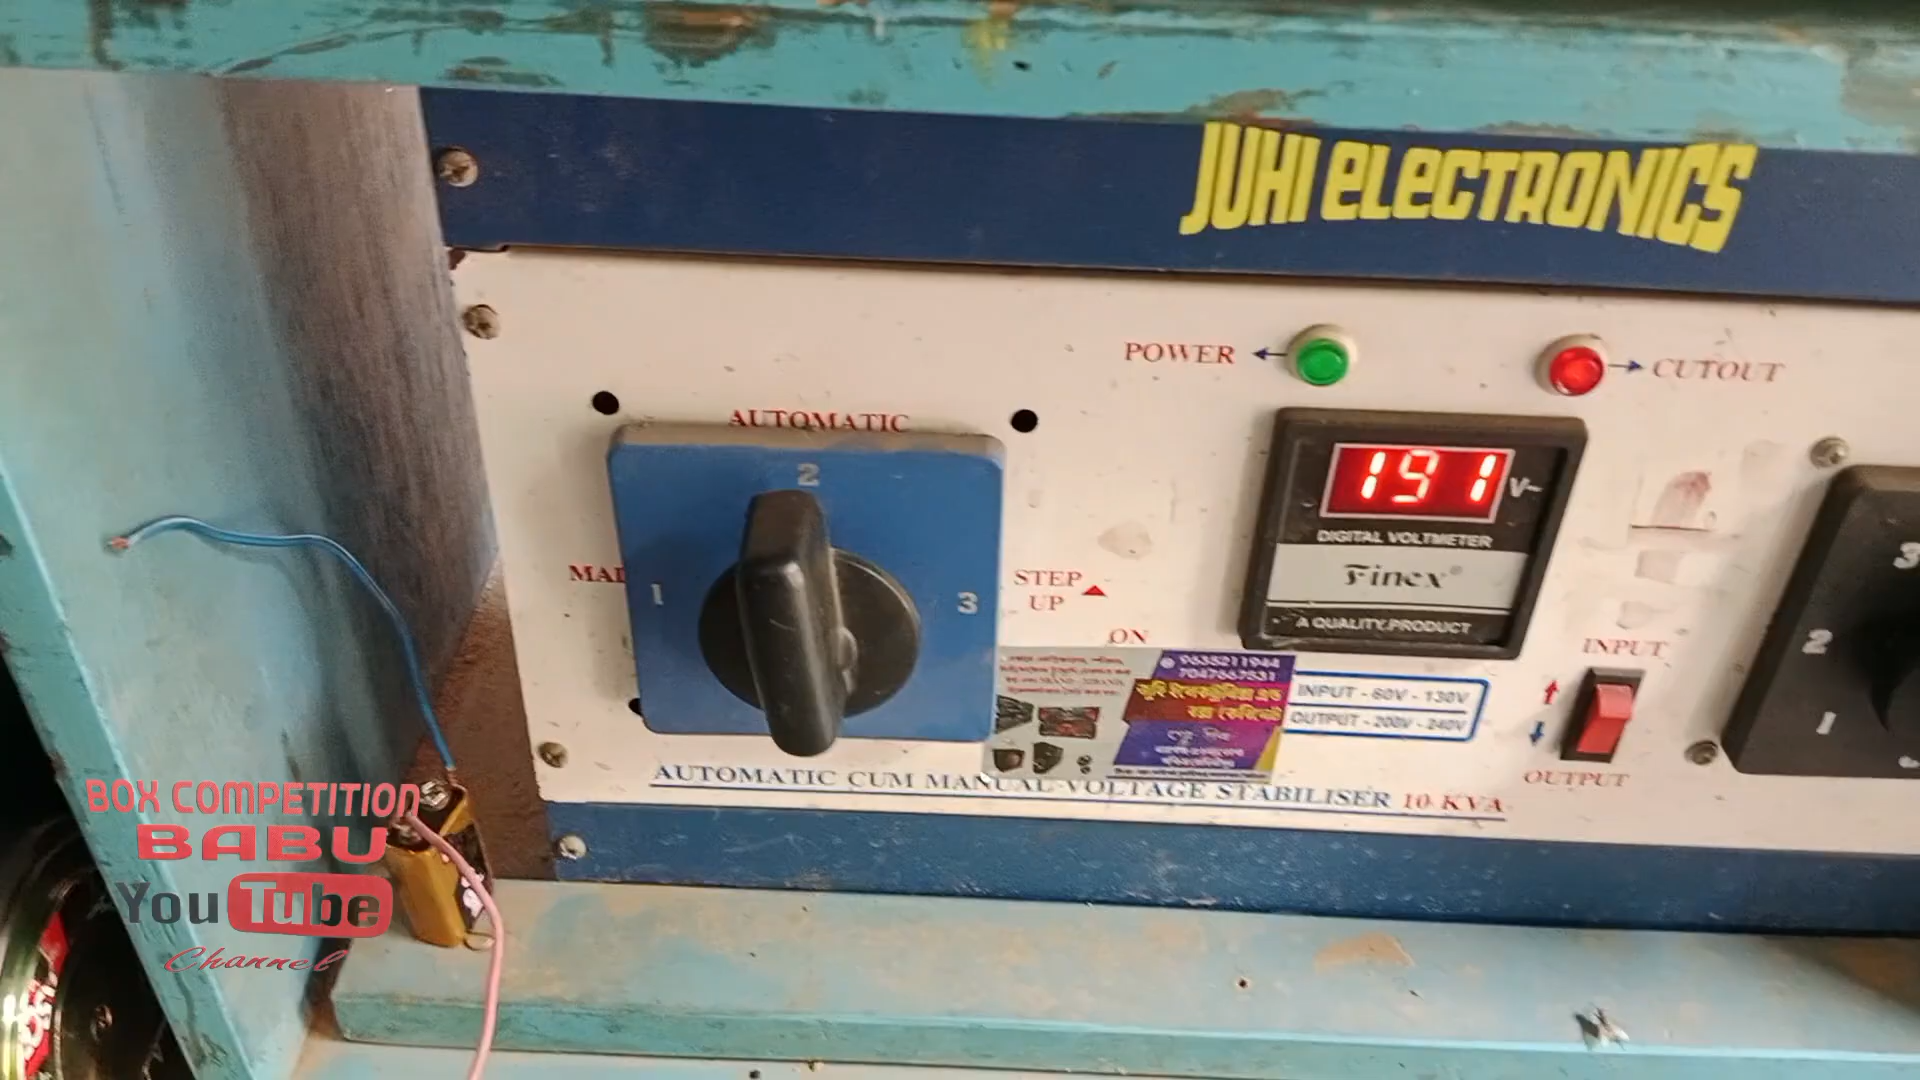 JUHI ELECTRONICS
POWER
CUTOUT
AUTOMATIC
2
1
3
STEP
UP
ON
191 V~
DIGITAL VOLTMETER
Finex®
A QUALITY PRODUCT
9635211944
7047667531
INPUT - 60V - 130V
OUTPUT - 200V - 240V
INPUT
OUTPUT
3
2
1
AUTOMATIC CUM MANUAL VOLTAGE STABILISER 10 KVA
BOX COMPETITION
BABU
YouTube
Channel